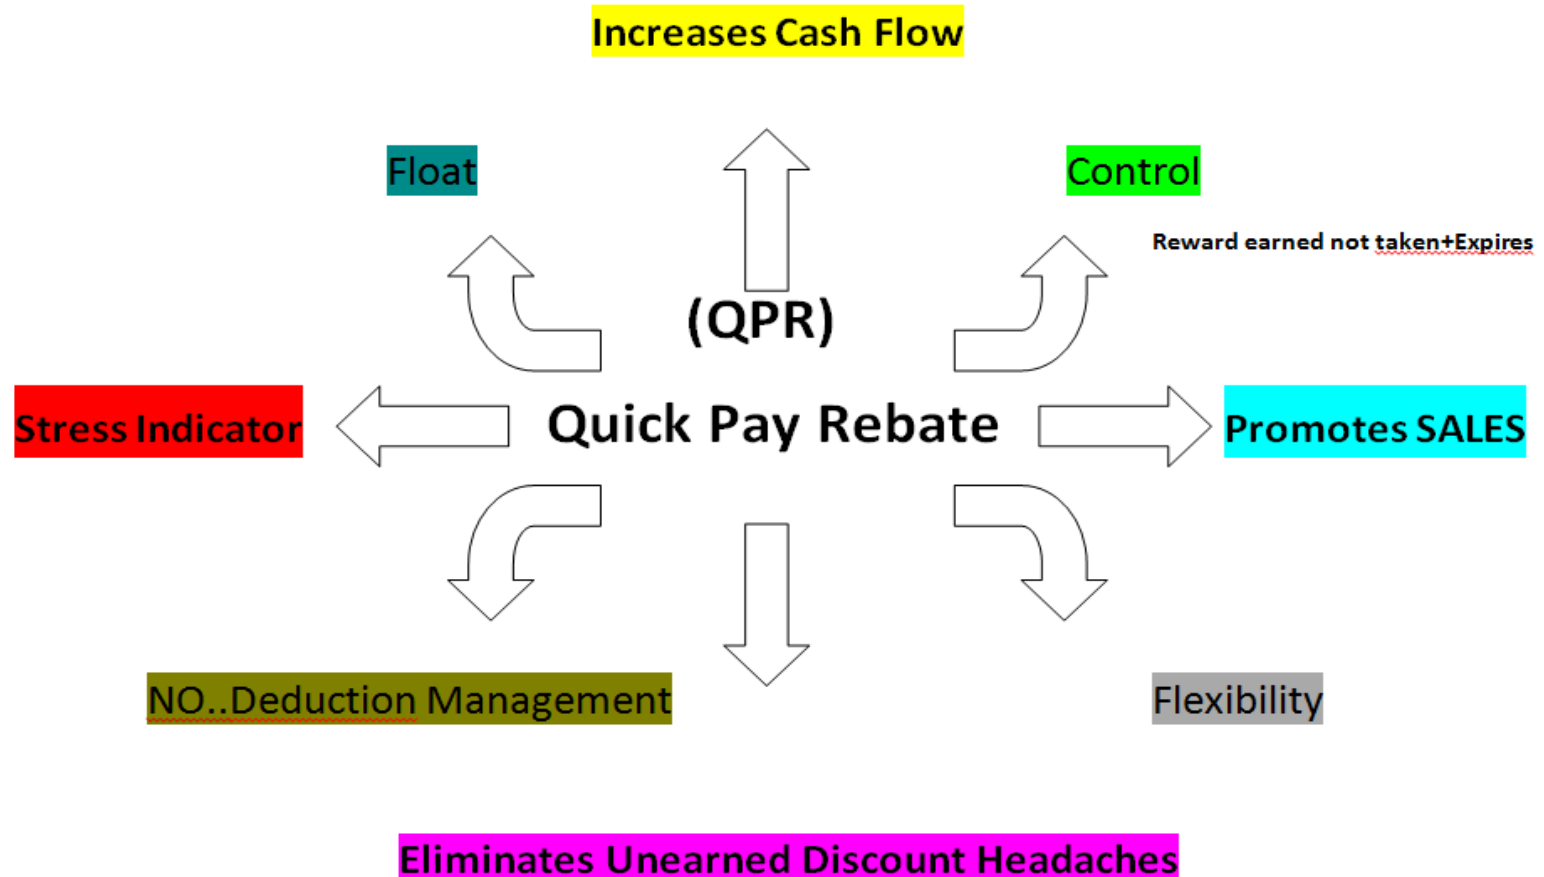 Increases Cash Flow
Float
Control
Reward earned not taken+Expires
(QPR)
Stress Indicator
Quick Pay Rebate
Promotes SALES
NO..Deduction Management
Flexibility
Eliminates Unearned Discount Headaches